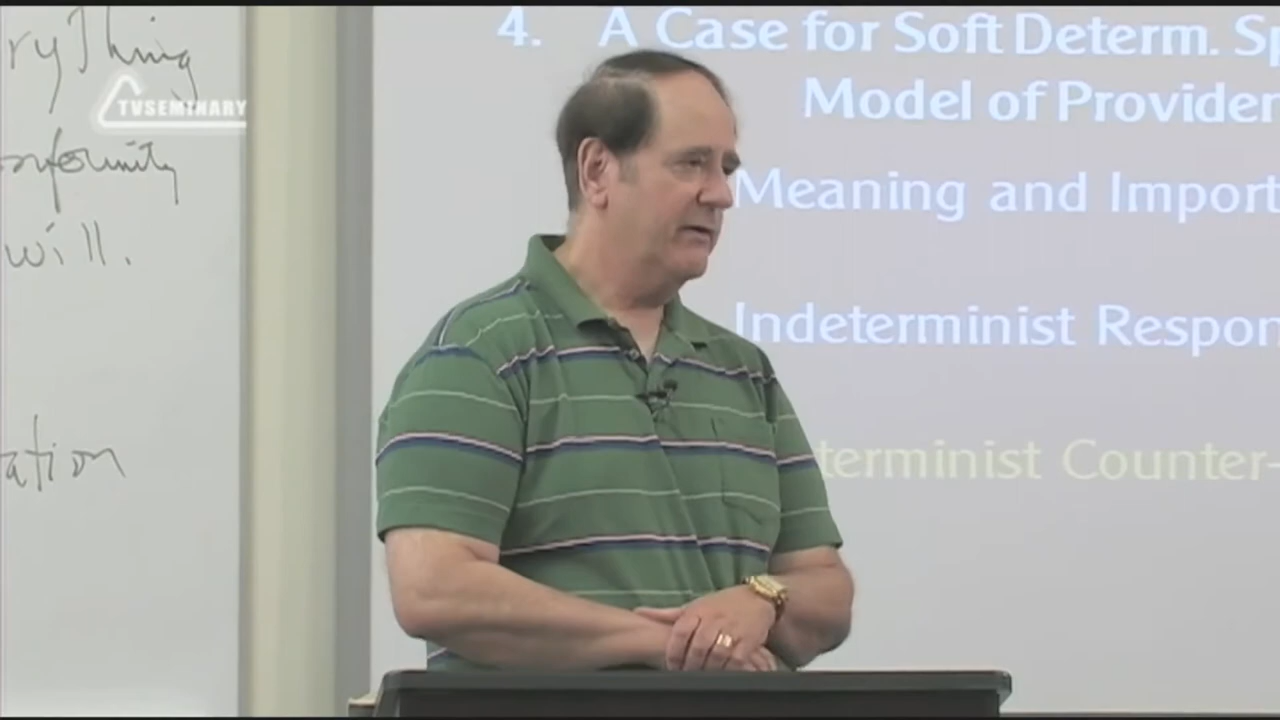 rything
TVSEMINARY
onformity
will.
ation
4. A Case for Soft Determ. Sp
Model of Providen
Meaning and Import
Indeterminist Respon
terminist Counter-